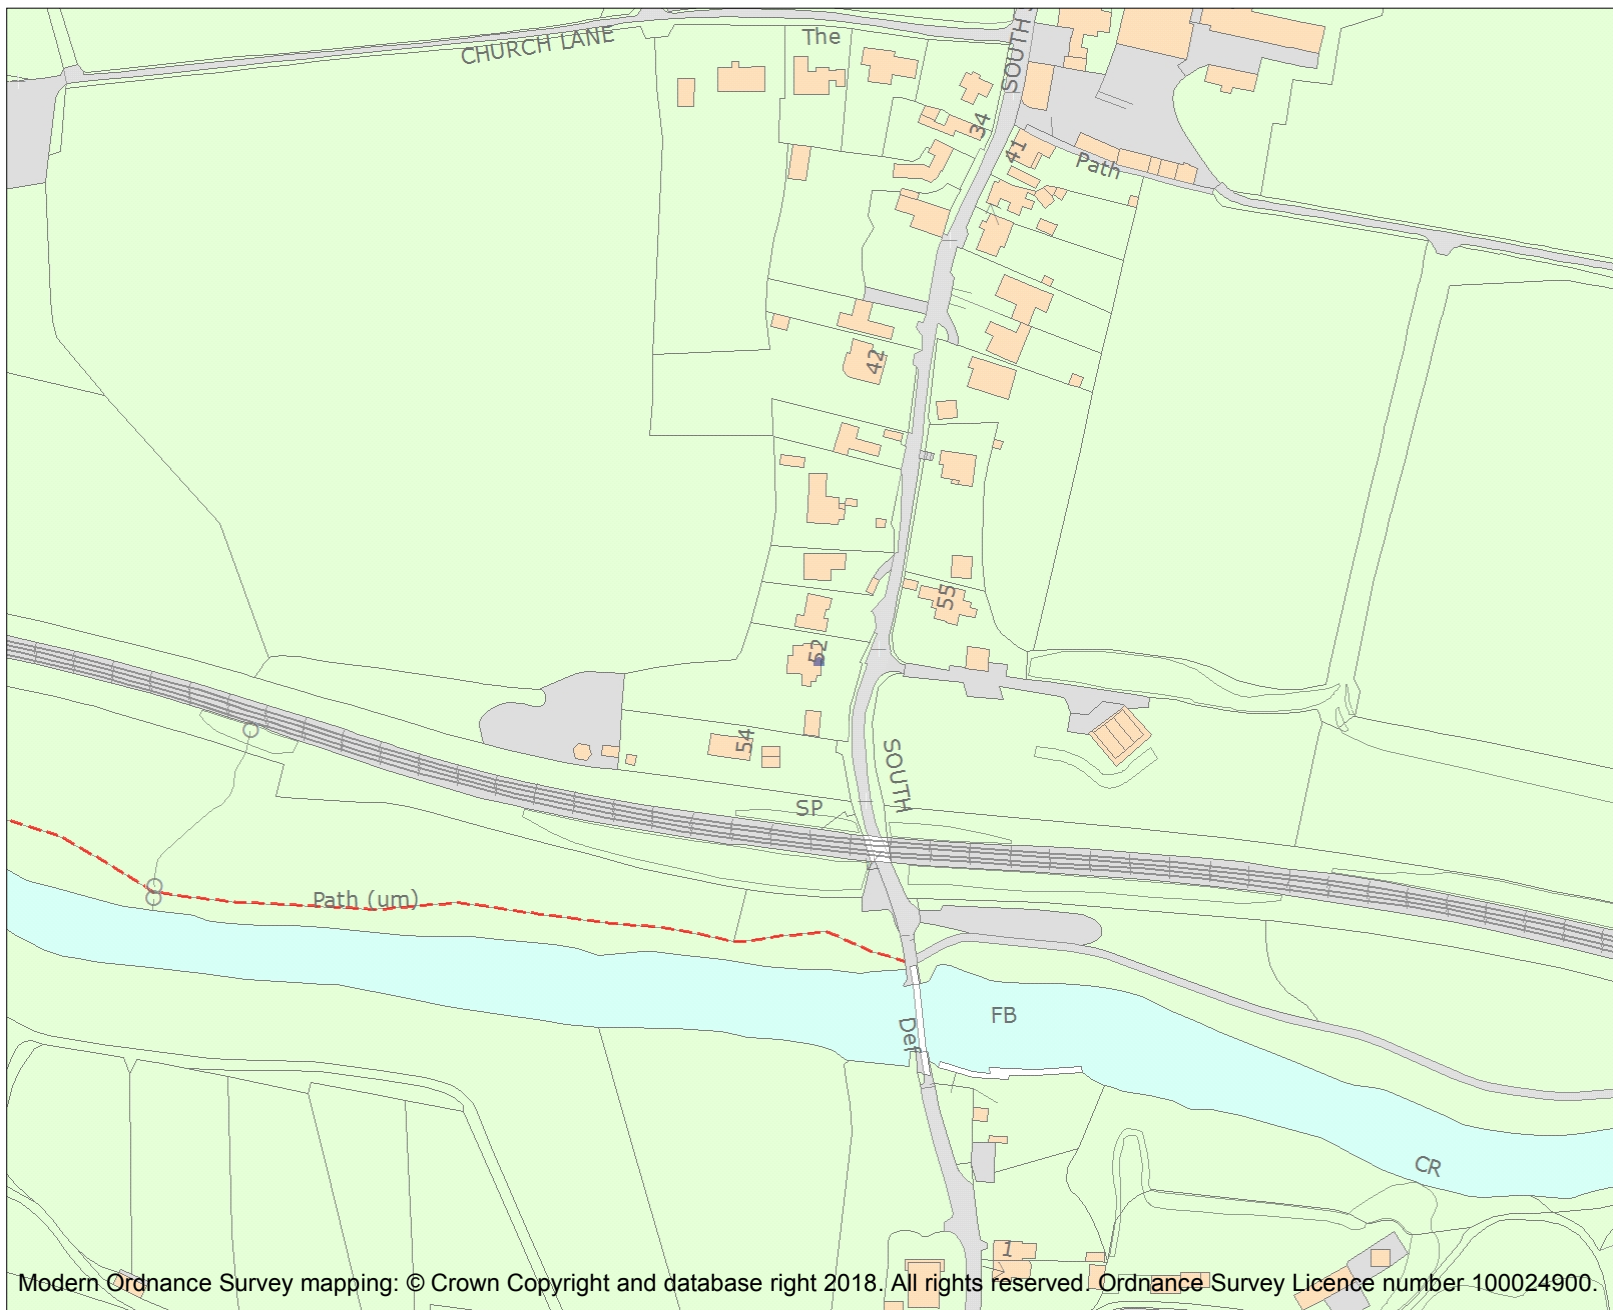 CHURCH LANE
The
SOUTH
34
41
Path
42
55
52
54
SOUTH
SP
Path (um)
FB
Def
CR
1
Modern Ordnance Survey mapping: © Crown Copyright and database right 2018. All rights reserved. Ordnance Survey Licence number 100024900.